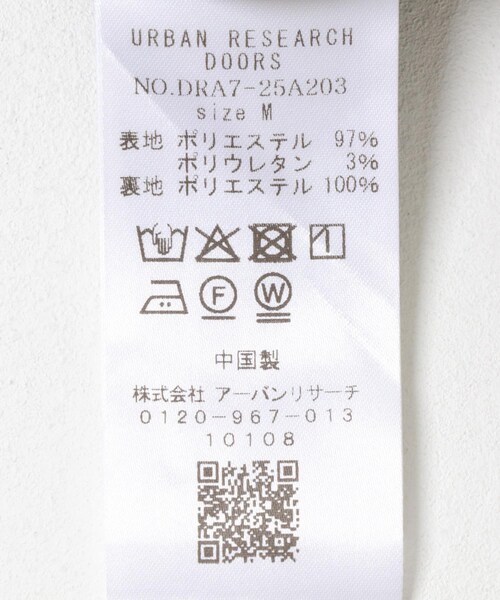 URBAN RESEARCH
DOORS
NO.DRA7-25A203
size M
表地 ポリエステル 97%
ポリウレタン 3%
裏地 ポリエステル 100%
F W
中国製
株式会社 アーバンリサーチ
0120-967-013
10108